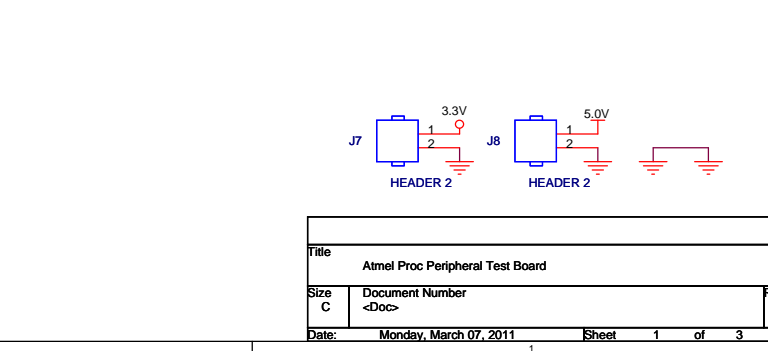 3.3V
5.0V
J7
1
2
J8
1
2
HEADER 2
HEADER 2
Title
Atmel Proc Peripheral Test Board
Size
Document Number
C
<Doc>
Date:
Monday, March 07, 2011
Sheet
1
of
3
1